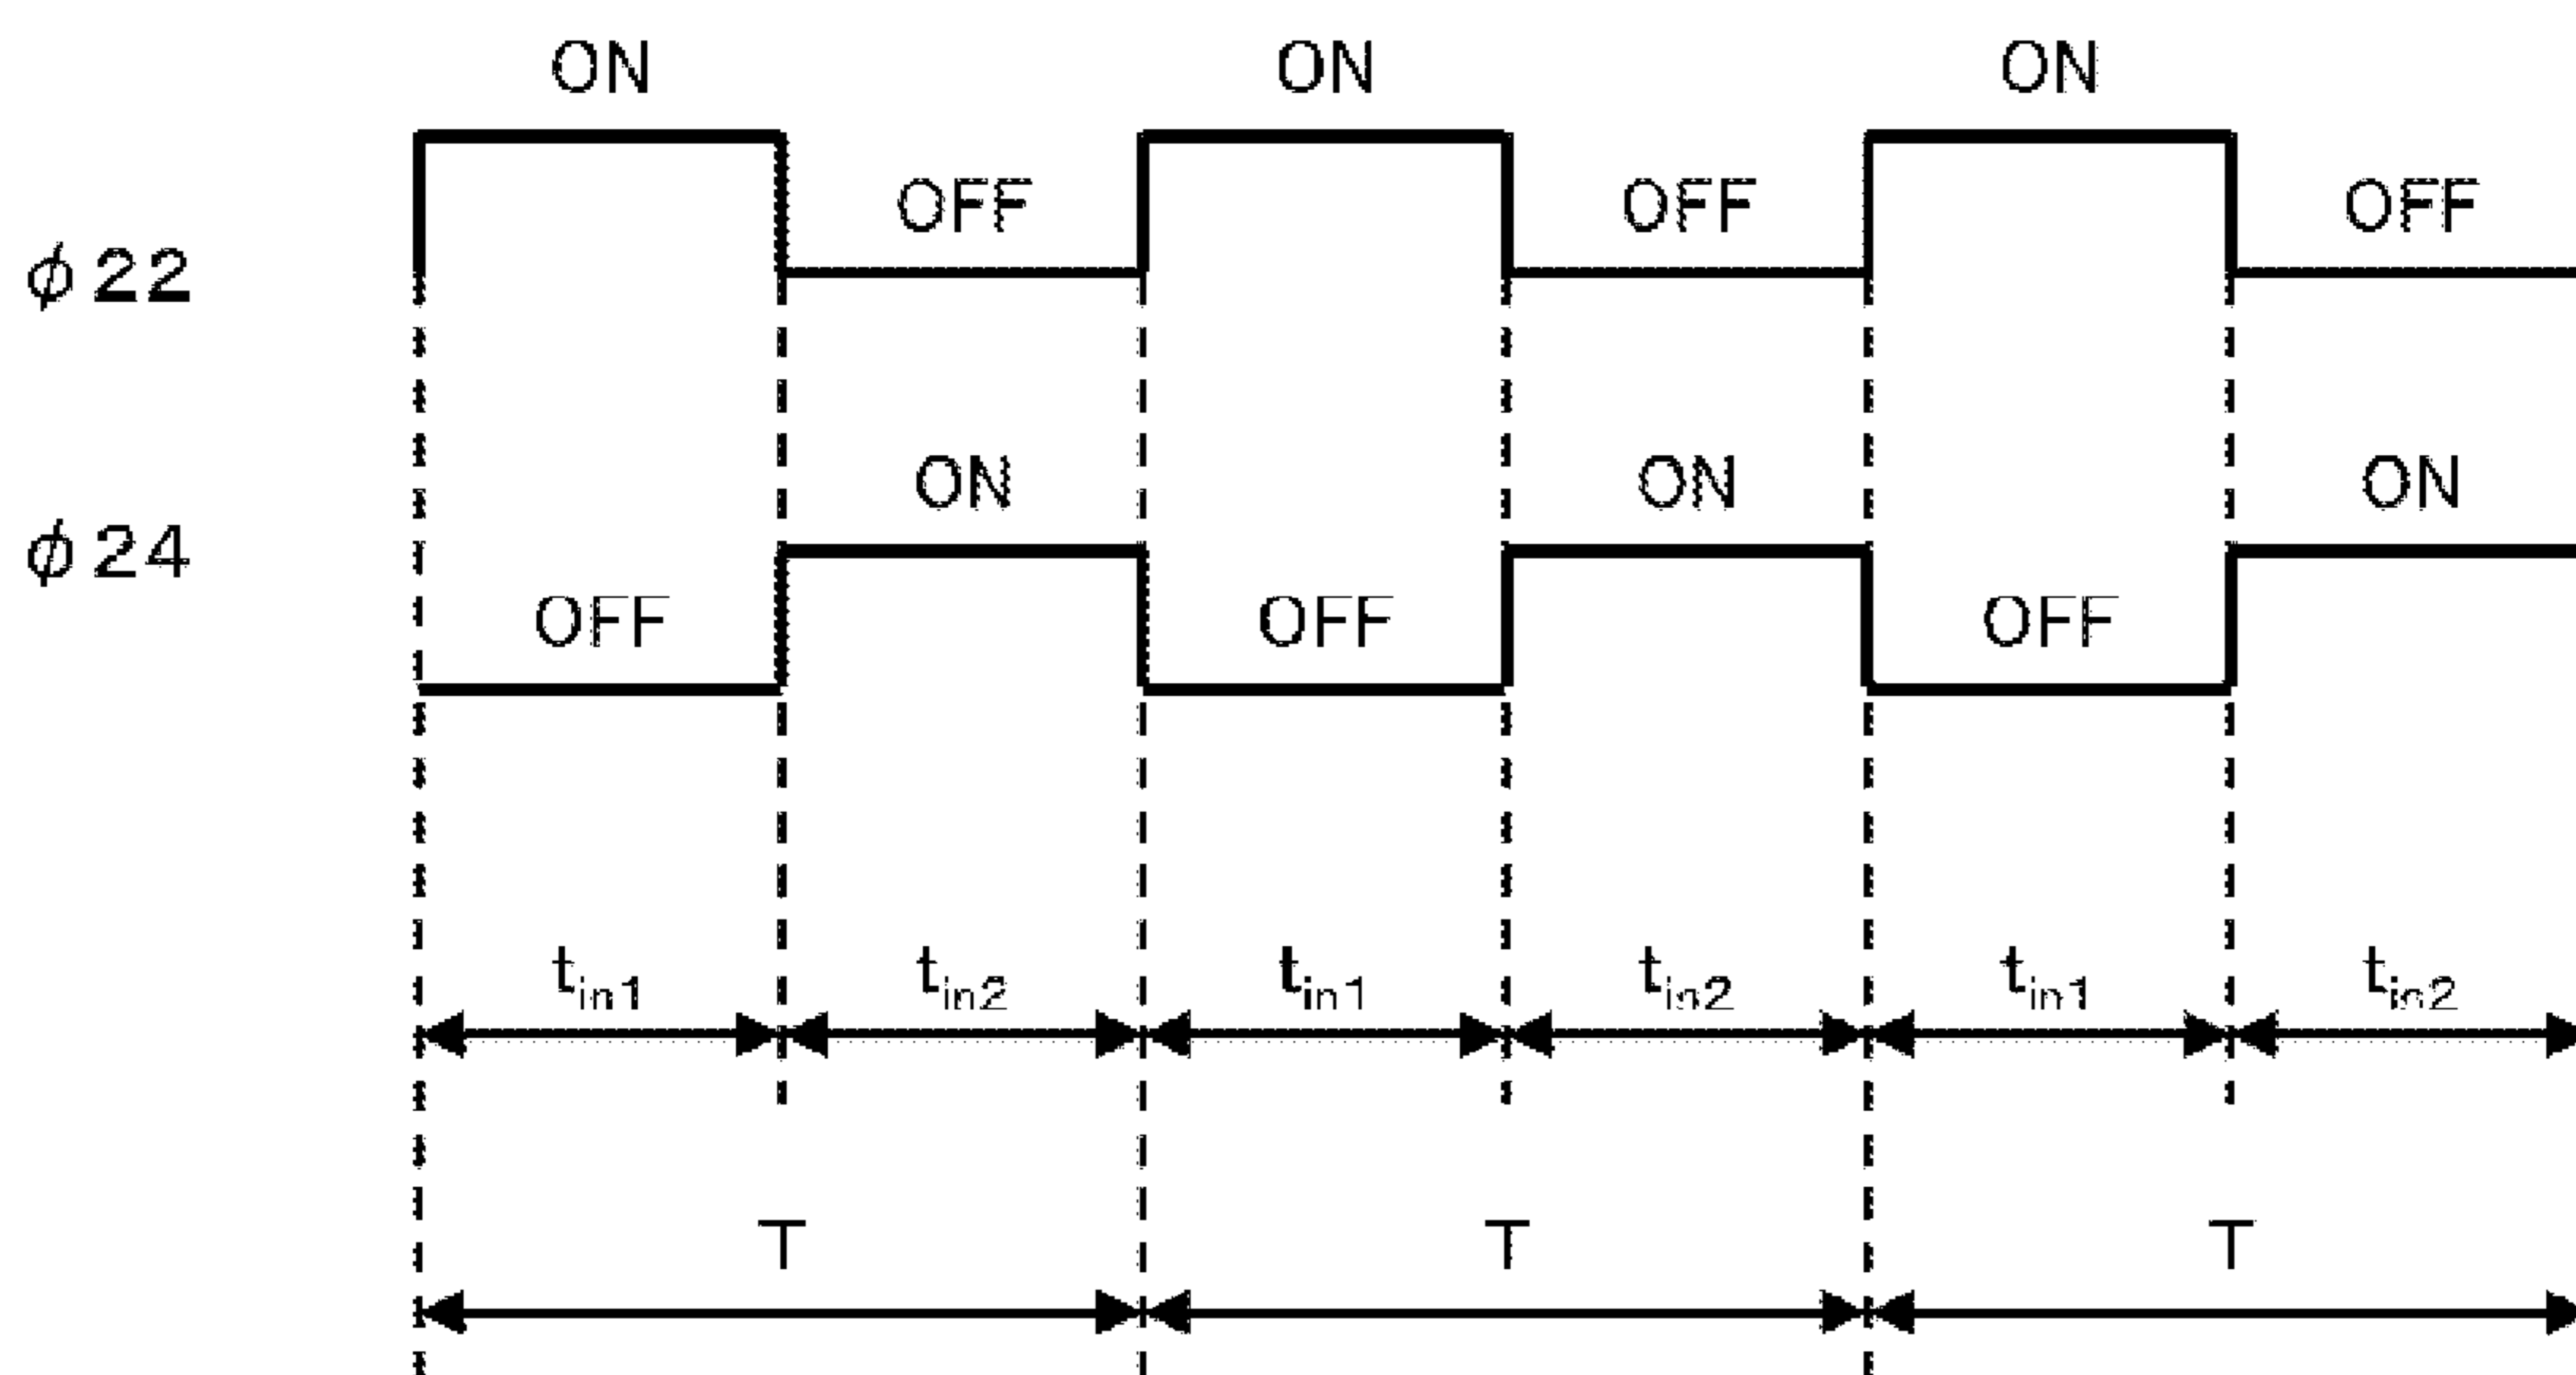 ON ON ON
OFF OFF OFF
ϕ22
ON ON ON
ϕ24
OFF OFF OFF
t_in1 t_in2 t_in1 t_in2 t_in1 t_in2
T T T